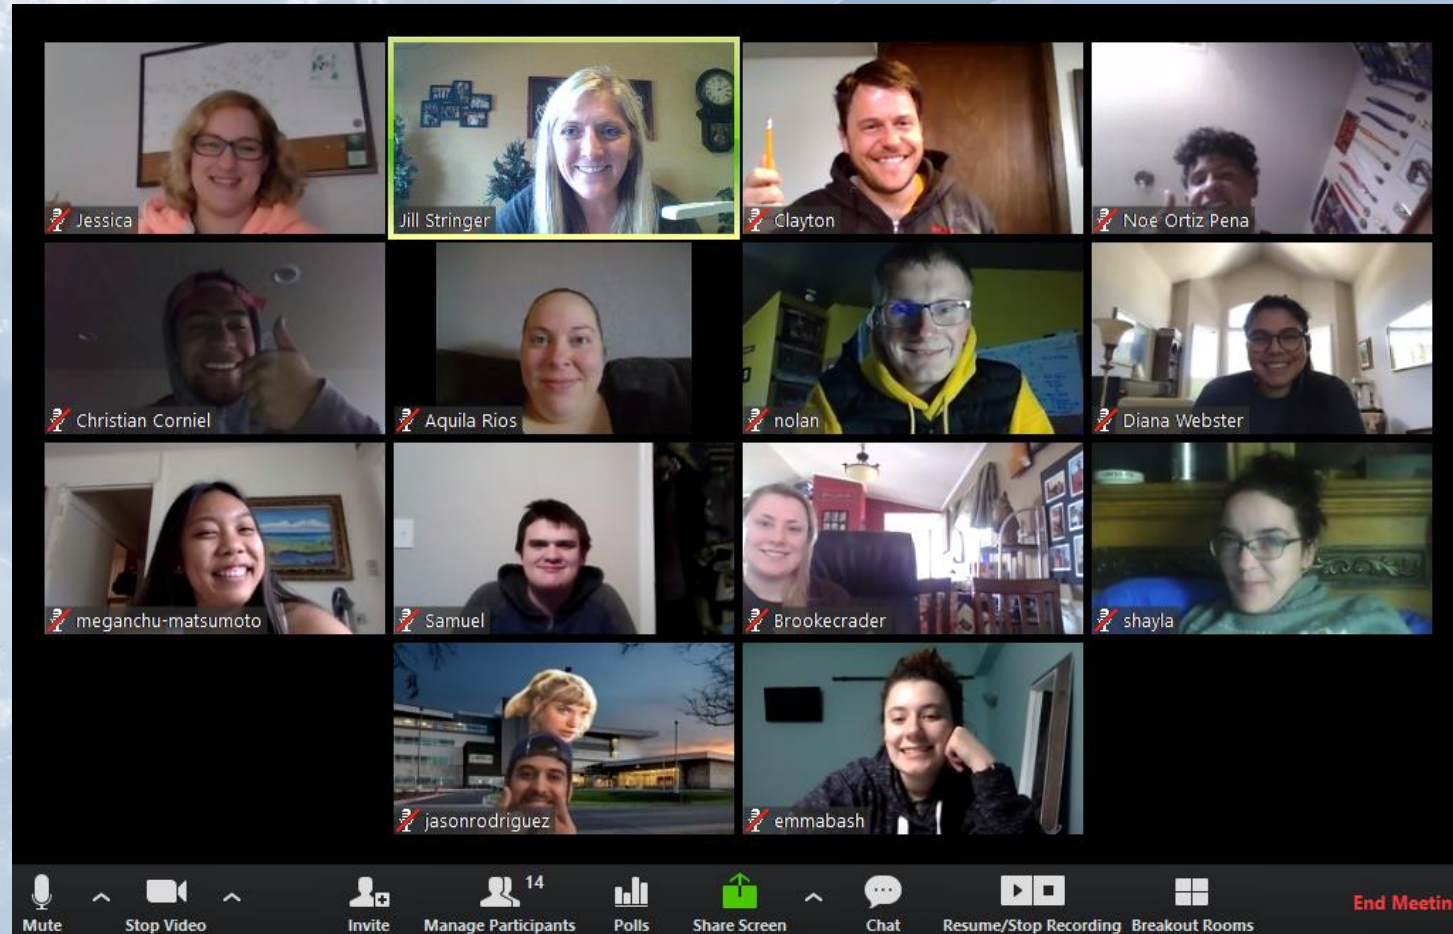 Jessica
Jill Stringer
Clayton
Noe Ortiz Pena
Christian Corniel
Aquila Rios
nolan
Diana Webster
meganchu-matsumoto
Samuel
Brookecrader
shayla
jasonrodriguez
emmabash
14
Mute
Stop Video
Invite
Manage Participants
Polls
Share Screen
Chat
Resume/Stop Recording
Breakout Rooms
End Meetin